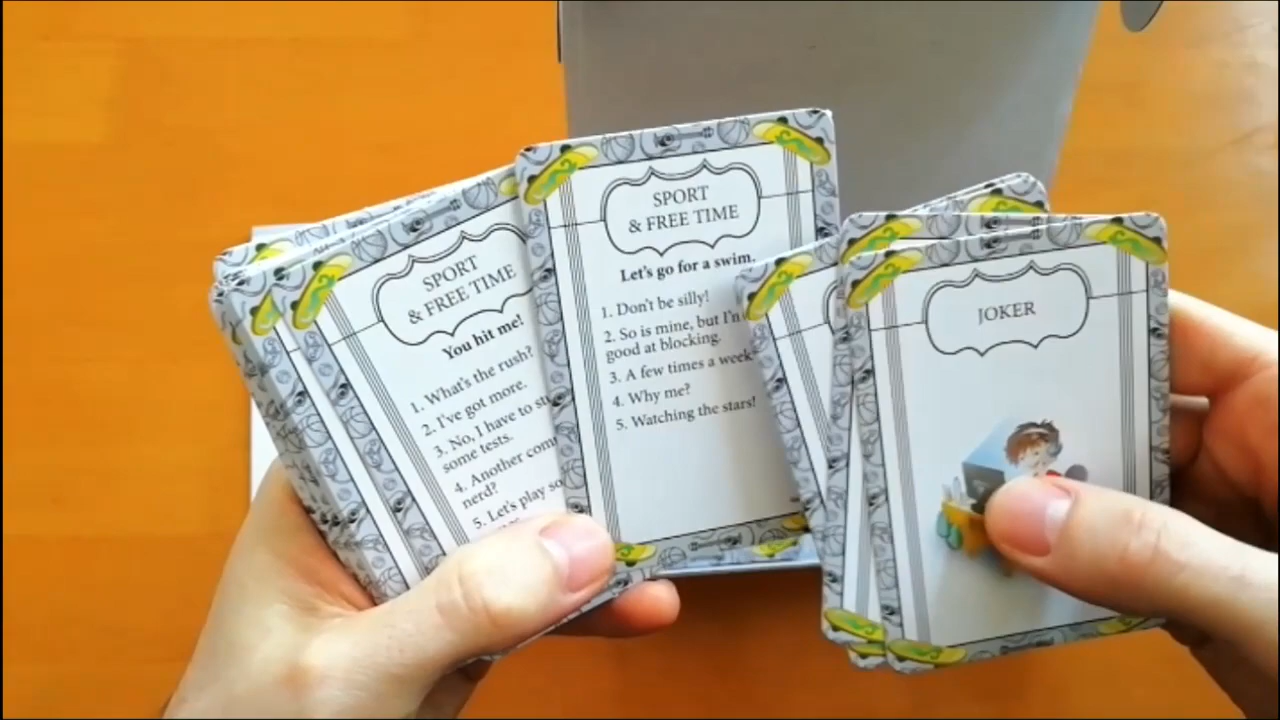 SPORT
& FREE TIME
You hit me!
1. What's the rush?
2. I've got more.
3. No, I have to
some tests.
4. Another
nerd?
5. Let's play
SPORT
& FREE TIME
Let's go for a swim.
1. Don't be silly!
2. So is mine, but I'm
good at blocking.
3. A few times a week
4. Why me?
5. Watching the stars!
JOKER